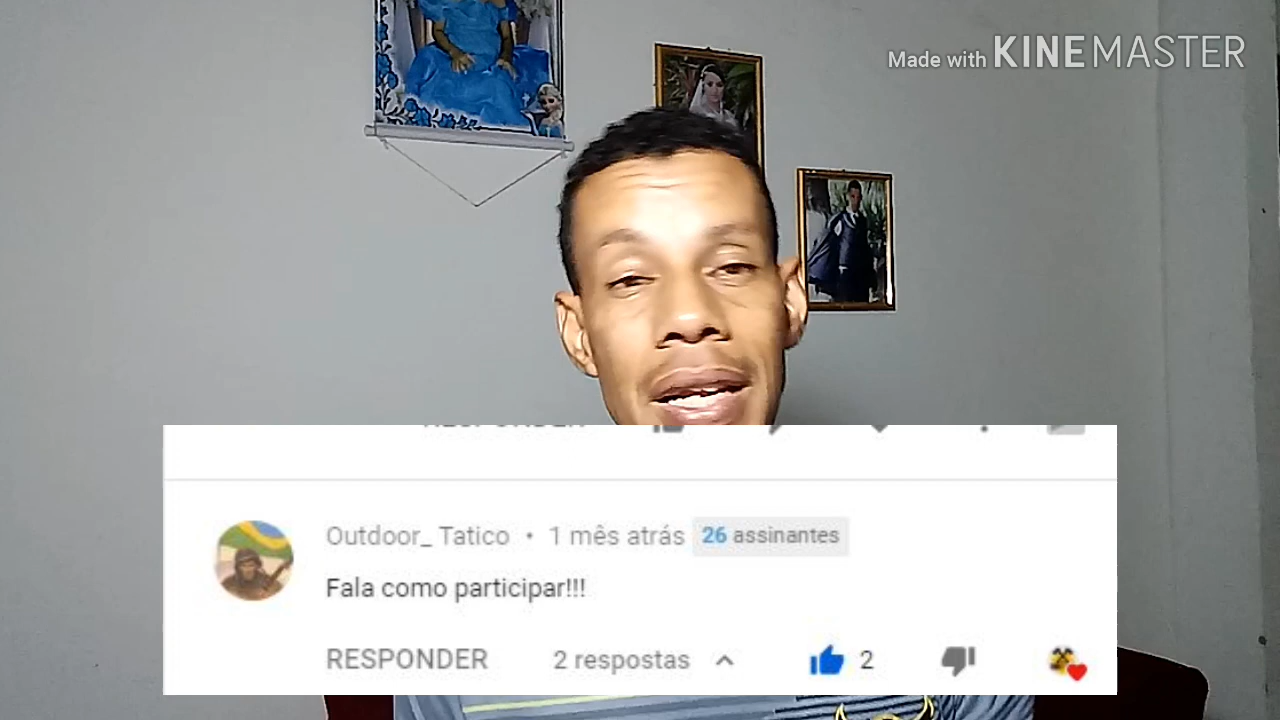 Made with KINEMASTER
Outdoor_ Tatico • 1 mês atrás 26 assinantes
Fala como participar!!!
RESPONDER 2 respostas 2